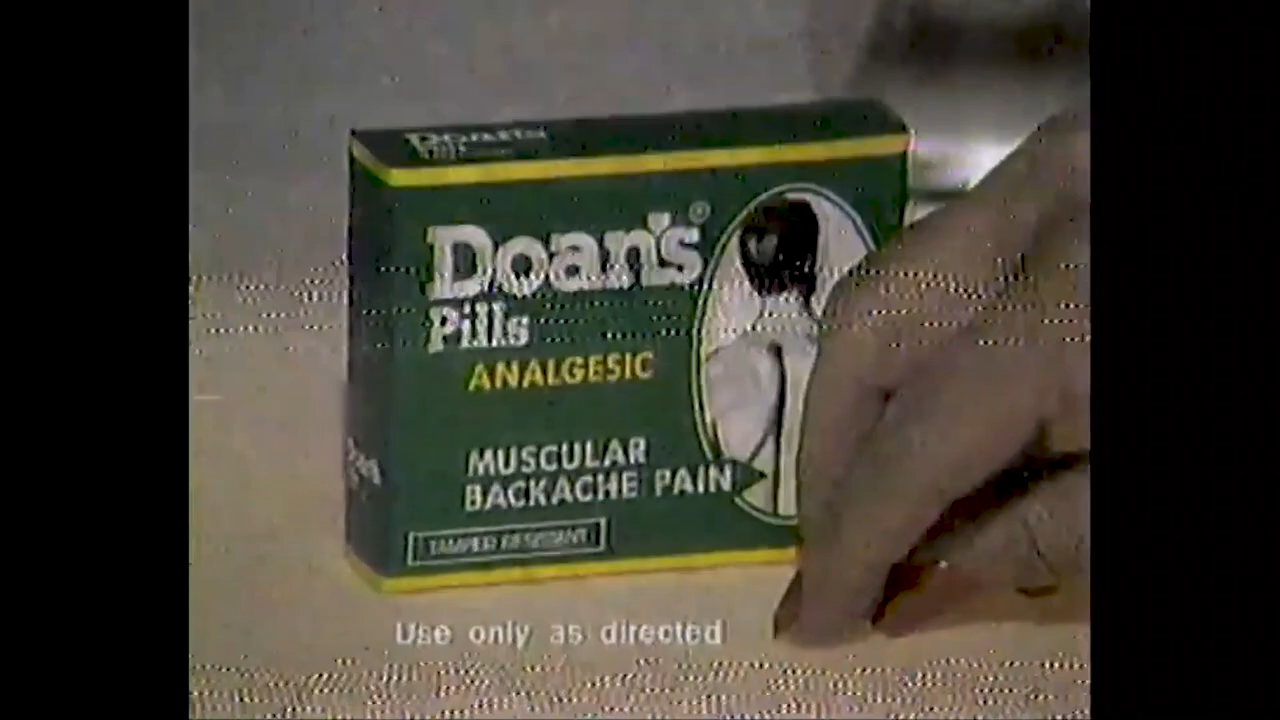 Doan's
Doan's®
Pills
ANALGESIC
MUSCULAR
BACKACHE PAIN
TAMPER RESISTANT
Use only as directed